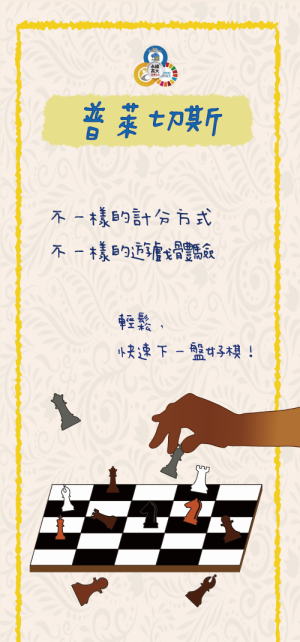 普萊切斯
不一樣的計分方式
不一樣的遊戲體驗
輕鬆、
快速下一盤好棋！